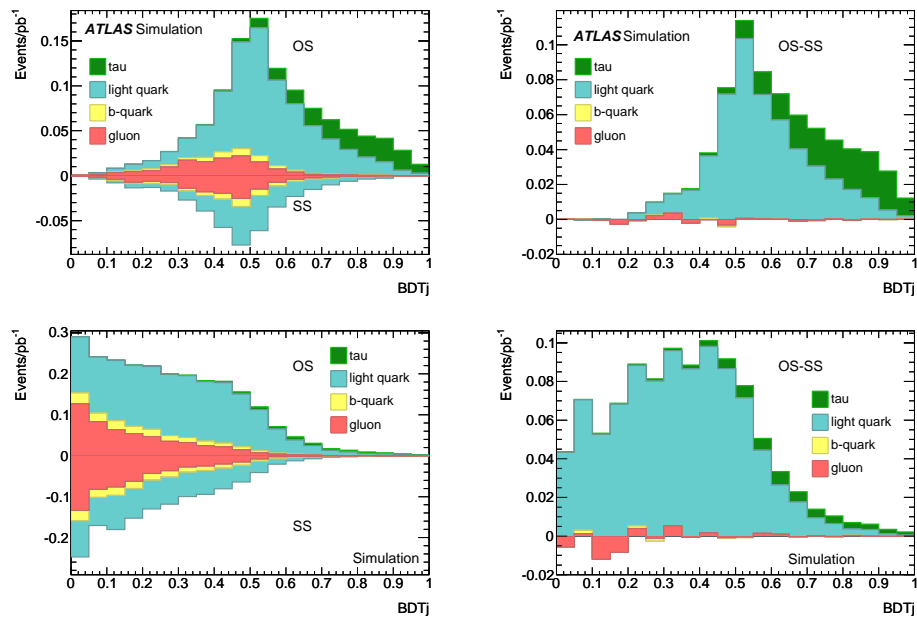 Events/pb-1
ATLAS Simulation
OS
tau
light quark
b-quark
gluon
SS
0.15
0.1
0.05
0
-0.05
0 0.1 0.2 0.3 0.4 0.5 0.6 0.7 0.8 0.9 1
BDTj
Events/pb-1
ATLAS Simulation
OS-SS
tau
light quark
b-quark
gluon
0.1
0.08
0.06
0.04
0.02
0
-0.02
0 0.1 0.2 0.3 0.4 0.5 0.6 0.7 0.8 0.9 1
BDTj
Events/pb-1
OS
tau
light quark
b-quark
gluon
SS
Simulation
0.3
0.2
0.1
0
-0.1
-0.2
0 0.1 0.2 0.3 0.4 0.5 0.6 0.7 0.8 0.9 1
BDTj
Events/pb-1
OS-SS
tau
light quark
b-quark
gluon
Simulation
0.1
0.08
0.06
0.04
0.02
0
-0.02
0 0.1 0.2 0.3 0.4 0.5 0.6 0.7 0.8 0.9 1
BDTj